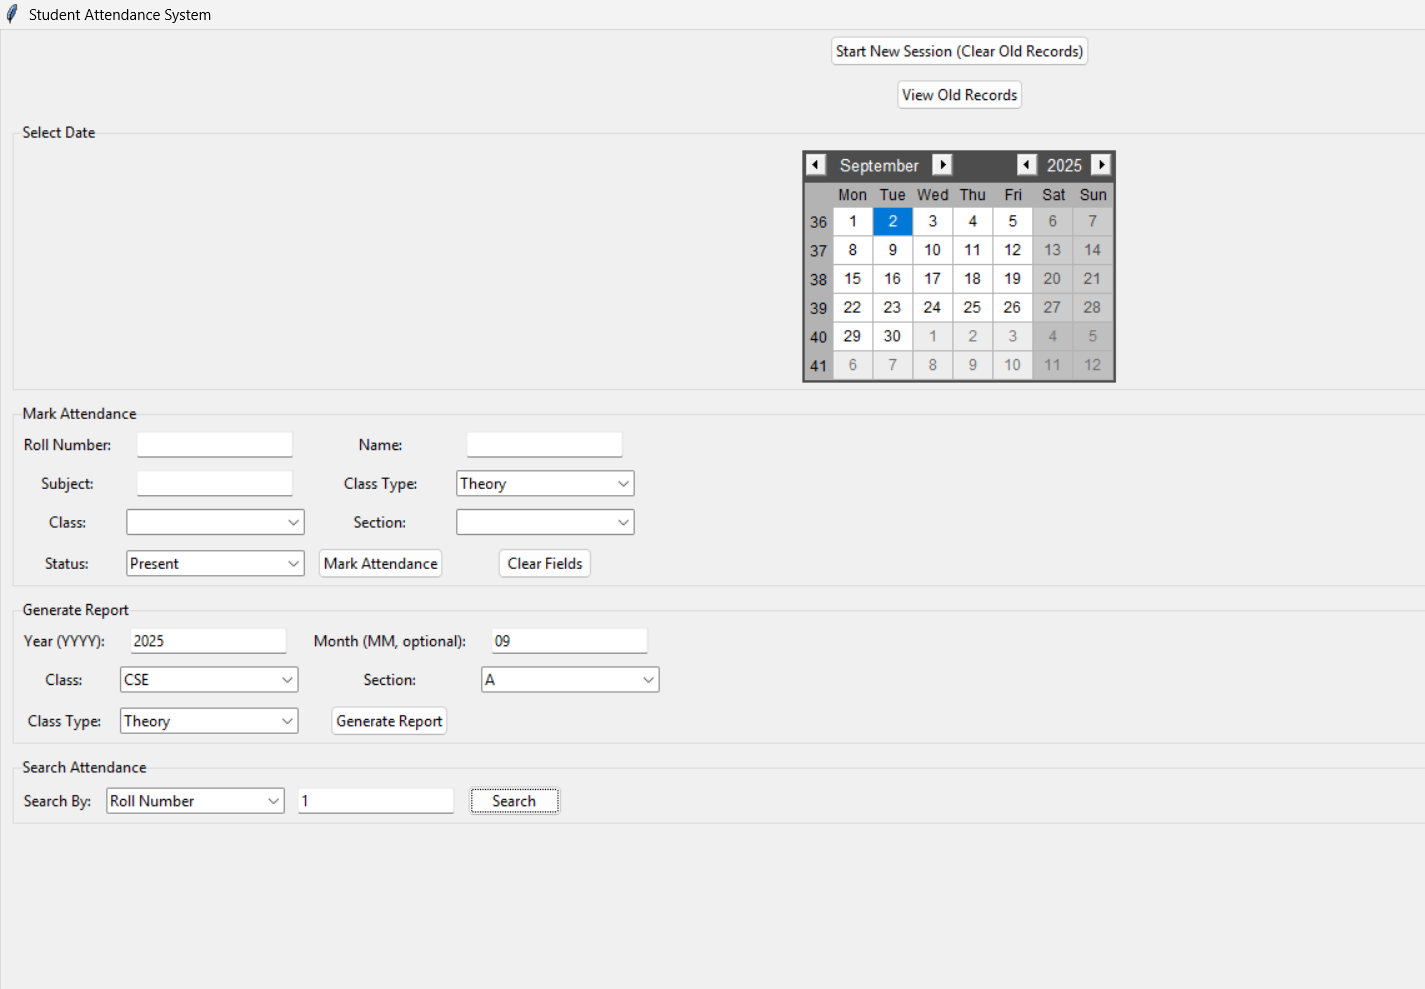 Student Attendance System
Start New Session (Clear Old Records)
View Old Records
Select Date
September 2025
Mon Tue Wed Thu Fri Sat Sun
36 1 2 3 4 5 6 7
37 8 9 10 11 12 13 14
38 15 16 17 18 19 20 21
39 22 23 24 25 26 27 28
40 29 30 1 2 3 4 5
41 6 7 8 9 10 11 12
Mark Attendance
Roll Number: Name:
Subject: Class Type: Theory
Class: Section:
Status: Present Mark Attendance Clear Fields
Generate Report
Year (YYYY): 2025 Month (MM, optional): 09
Class: CSE Section: A
Class Type: Theory Generate Report
Search Attendance
Search By: Roll Number 1 Search